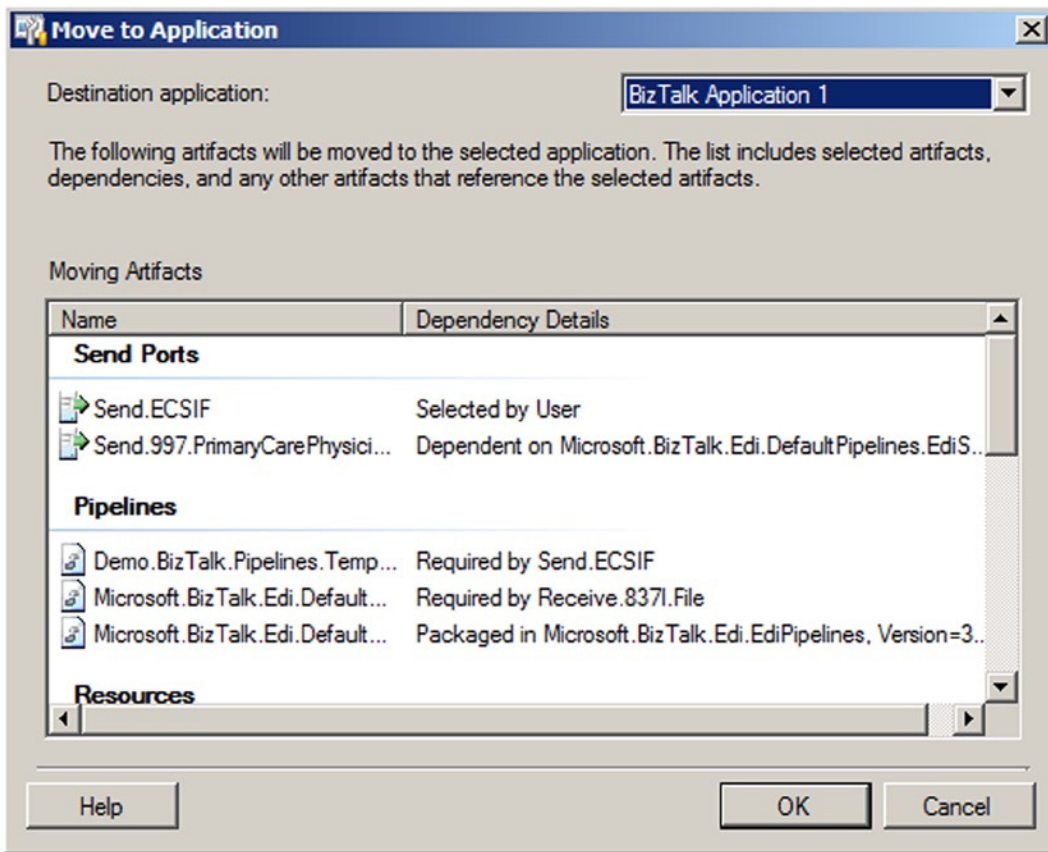 Move to Application
Destination application: BizTalk Application 1
The following artifacts will be moved to the selected application. The list includes selected artifacts,
dependencies, and any other artifacts that reference the selected artifacts.
Moving Artifacts
Name Dependency Details
Send Ports
Send.ECSIF Selected by User
Send.997.PrimaryCarePhysici... Dependent on Microsoft.BizTalk.Edi.DefaultPipelines.EdiS...
Pipelines
Demo.BizTalk.Pipelines.Temp... Required by Send.ECSIF
Microsoft.BizTalk.Edi.Default... Required by Receive.837I.File
Microsoft.BizTalk.Edi.Default... Packaged in Microsoft.BizTalk.Edi.EdiPipelines, Version=3...
Resources
Help OK Cancel